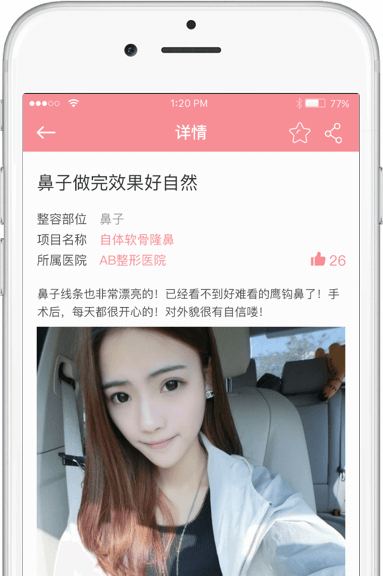 1:20 PM 77%
详情
鼻子做完效果好自然
整容部位 鼻子
项目名称 自体软骨隆鼻
所属医院 AB整形医院 26
鼻子线条也非常漂亮的！已经看不到好难看的鹰钩鼻了！手
术后，每天都很开心的！对外貌很有自信喽！